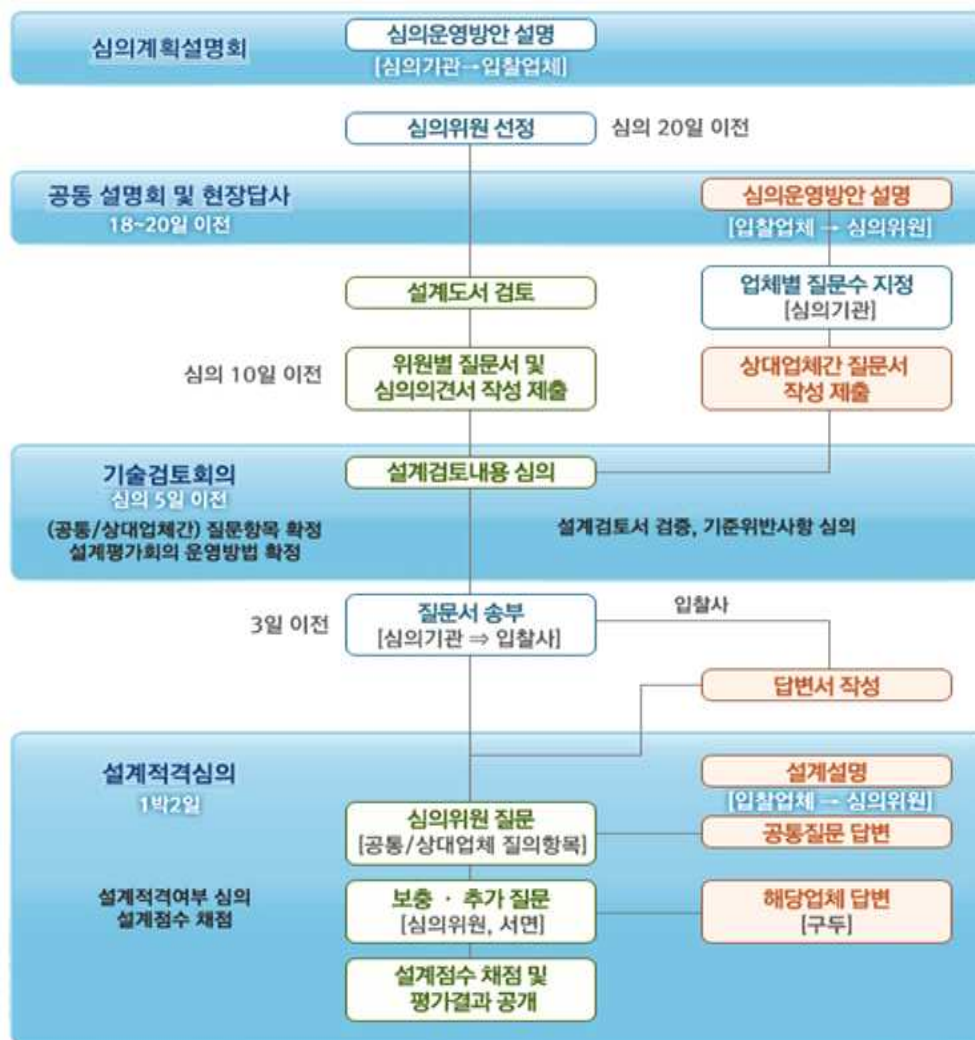 심의계획설명회
심의운영방안 설명
[심의기관→입찰업체]
심의위원 선정
심의 20일 이전
공동 설명회 및 현장답사
18~20일 이전
심의운영방안 설명
[입찰업체 → 심의위원]
설계도서 검토
업체별 질문수 지정
[심의기관]
심의 10일 이전
위원별 질문서 및
심의의견서 작성 제출
상대업체간 질문서
작성 제출
기술검토회의
심의 5일 이전
(공통/상대업체간) 질문항목 확정
설계평가회의 운영방법 확정
설계검토내용 심의
설계검토서 검증, 기준위반사항 심의
3일 이전
질문서 송부
[심의기관 ⇒ 입찰사]
입찰사
답변서 작성
설계적격심의
1박2일
설계적격여부 심의
설계점수 채점
설계설명
[입찰업체 → 심의위원]
심의위원 질문
[공통/상대업체 질의항목]
공통질문 답변
보충 · 추가 질문
[심의위원, 서면]
해당업체 답변
[구두]
설계점수 채점 및
평가결과 공개